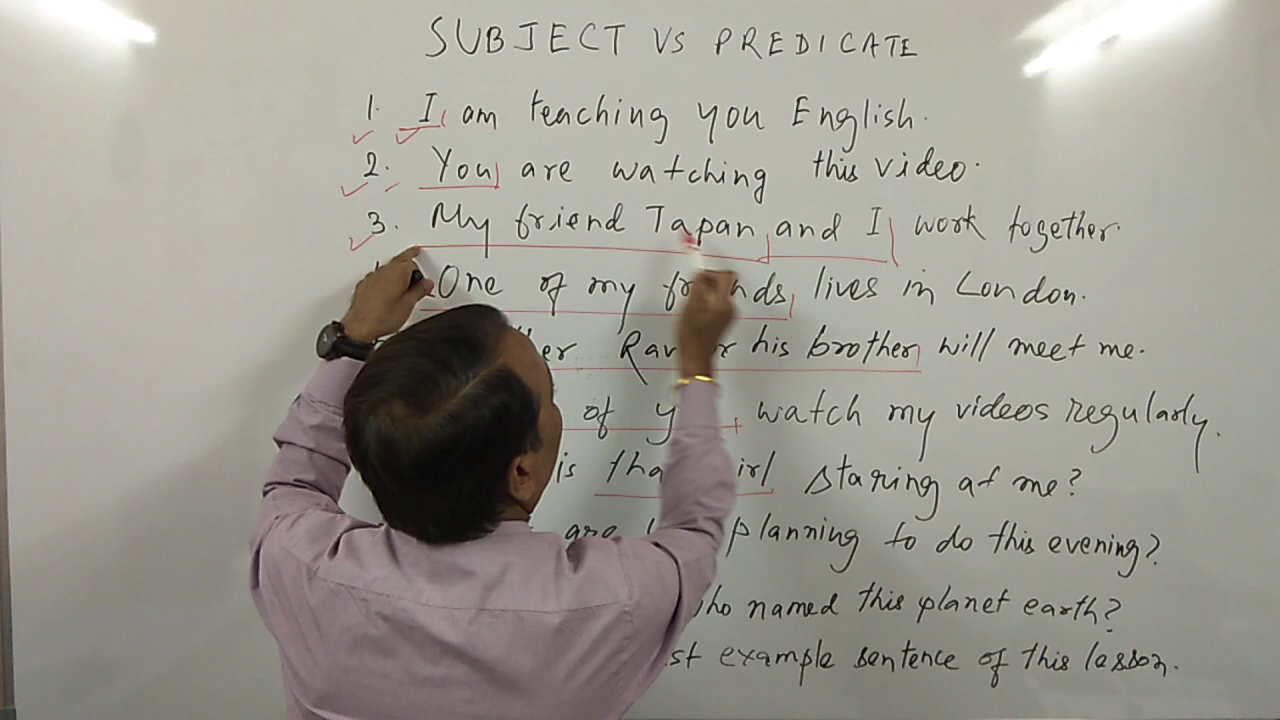 SUBJECT VS PREDICATE
1. I am teaching you English.
2. You are watching this video.
3. My friend Tapan and I work together.
One of my friends lives in London.
his brother will meet me.
of watch my videos regularly.
is staring at me?
are planning to do this evening?
who named this planet earth?
example sentence of this lesson.